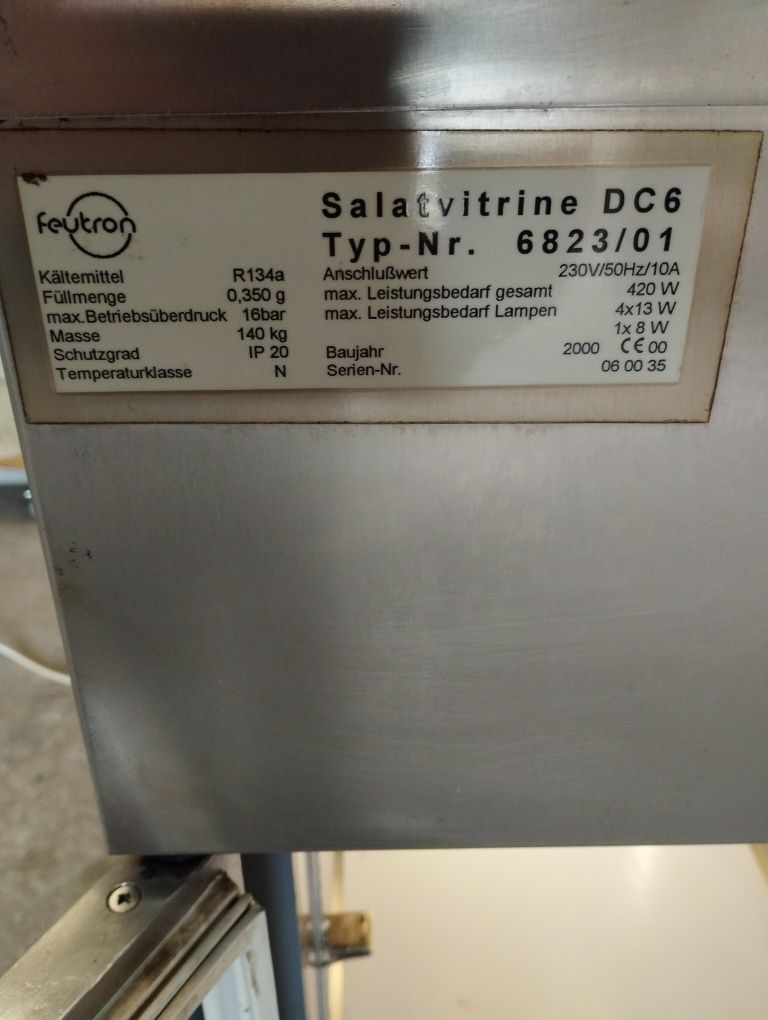 feutron
Salatvitrine DC6
Typ-Nr. 6823/01
Kältemittel R134a
Füllmenge 0,350 g
max.Betriebsüberdruck 16bar
Masse 140 kg
Schutzgrad IP 20
Temperaturklasse N
Anschlußwert 230V/50Hz/10A
max. Leistungsbedarf gesamt 420 W
max. Leistungsbedarf Lampen 4x13 W
1x 8 W
Baujahr 2000 CE 00
Serien-Nr. 06 00 35